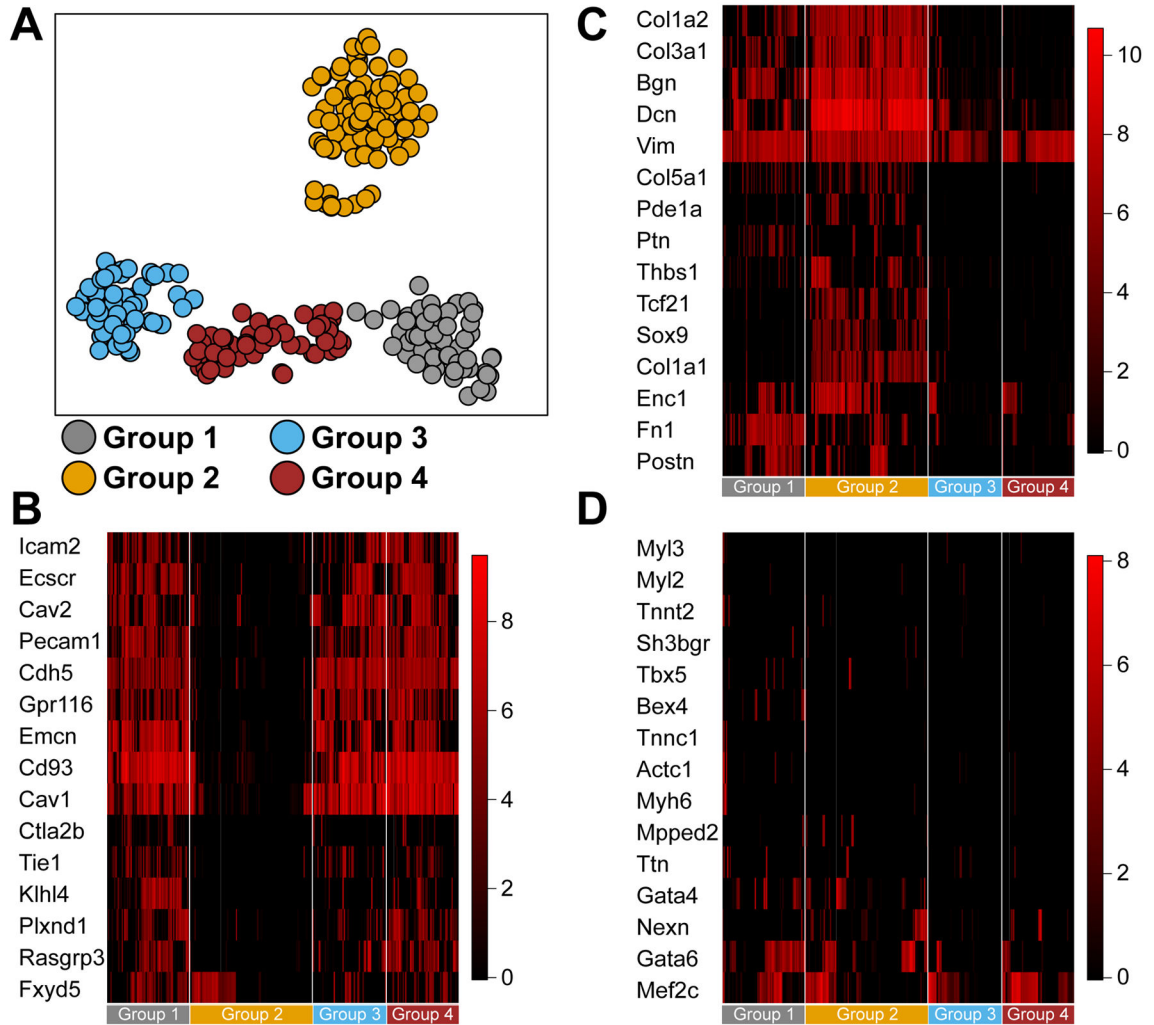 A
Group 1
Group 3
Group 2
Group 4
B
Icam2
Ecscr
Cav2
Pecam1
Cdh5
Gpr116
Emcn
Cd93
Cav1
Ctla2b
Tie1
Klhl4
Plxnd1
Rasgrp3
Fxyd5
8
6
4
2
0
Group 1 Group 2 Group 3 Group 4
C
Col1a2
Col3a1
Bgn
Dcn
Vim
Col5a1
Pde1a
Ptn
Thbs1
Tcf21
Sox9
Col1a1
Enc1
Fn1
Postn
10
8
6
4
2
0
Group 1 Group 2 Group 3 Group 4
D
Myl3
Myl2
Tnnt2
Sh3bgr
Tbx5
Bex4
Tnnc1
Actc1
Myh6
Mpped2
Ttn
Gata4
Nexn
Gata6
Mef2c
8
6
4
2
0
Group 1 Group 2 Group 3 Group 4